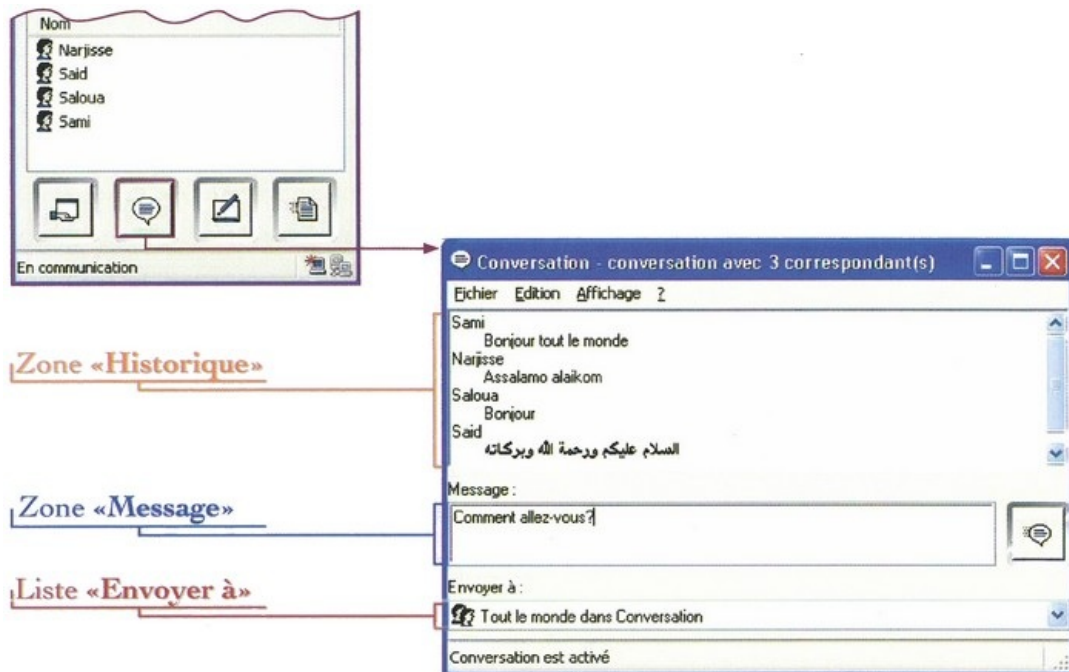 Nom
Narjisse
Said
Saloua
Sami
En communication
Conversation - conversation avec 3 correspondant(s)
Fichier Edition Affichage ?
Sami
Bonjour tout le monde
Narjisse
Assalamo alaikom
Saloua
Bonjour
Said
السلام عليكم ورحمة الله وبركاته
Zone «Historique»
Message :
Comment allez-vous?
Zone «Message»
Envoyer à :
Tout le monde dans Conversation
Liste «Envoyer à»
Conversation est activé